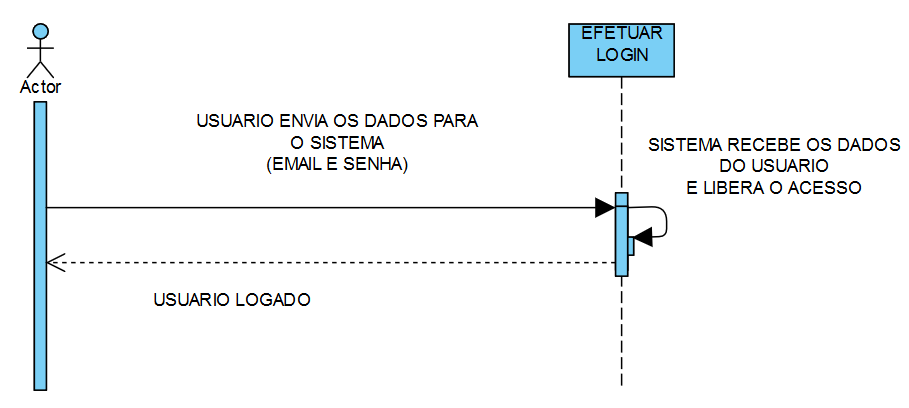 EFETUAR
LOGIN
Actor
USUARIO ENVIA OS DADOS PARA
O SISTEMA
(EMAIL E SENHA)
SISTEMA RECEBE OS DADOS
DO USUARIO
E LIBERA O ACESSO
USUARIO LOGADO